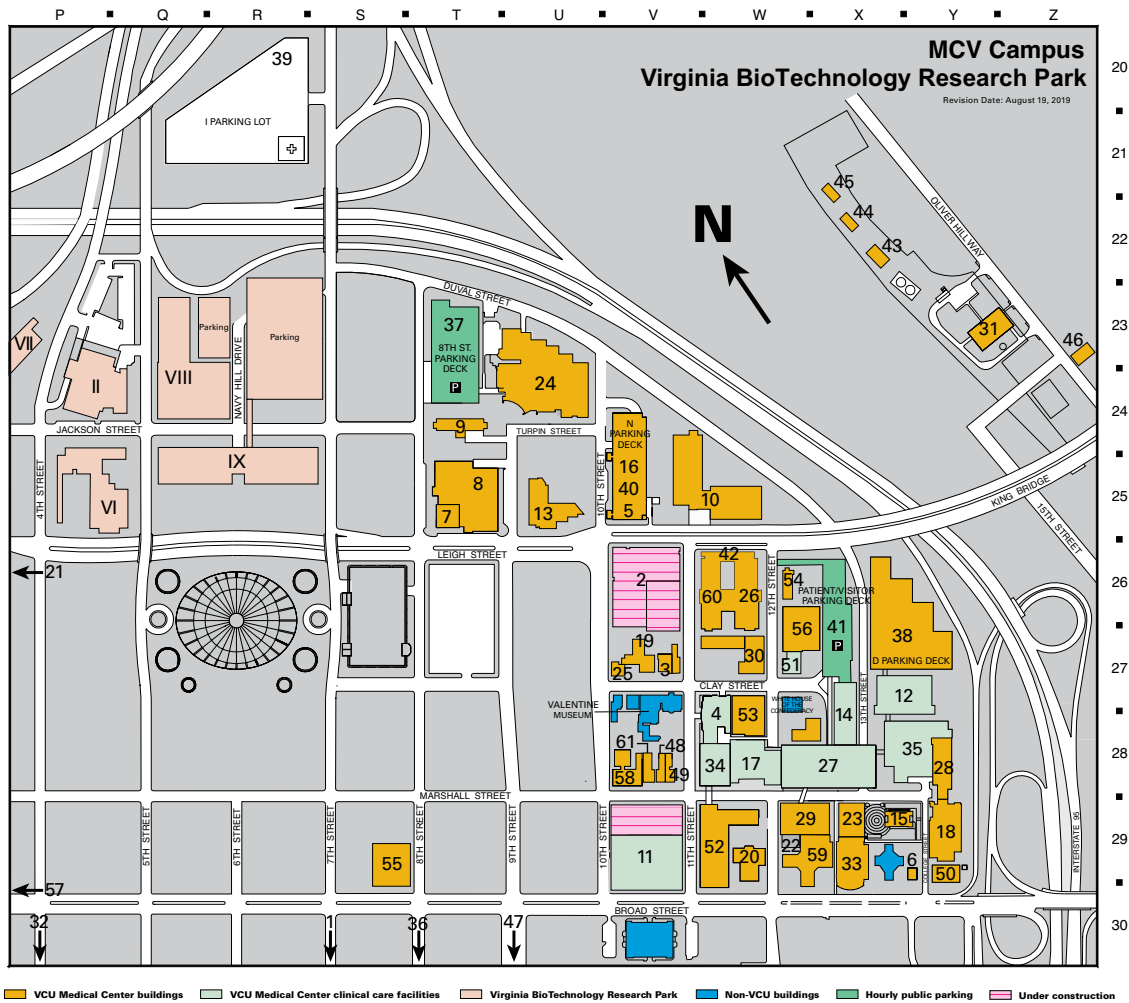 P Q R S T U V W X Y Z
MCV Campus
Virginia BioTechnology Research Park
Revision Date: August 19, 2019
20
21
22
23
24
25
26
27
28
29
30
39
I PARKING LOT
45
44
43
OLIVER HILL WAY
N
31
46
DUVAL STREET
37
8TH ST.
PARKING
DECK
P
24
VII
II
VIII
Parking
Parking
NAVY HILL DRIVE
JACKSON STREET
9
TURPIN STREET
N
PARKING
DECK
16
40
5
10
IX
VI
4TH STREET
8
7
13
10TH STREET
KING BRIDGE
15TH STREET
LEIGH STREET
21
2
42
60
26
12TH STREET
54
PATIENT/VISITOR
PARKING DECK
56
41
P
38
D PARKING DECK
19
25
3
30
51
CLAY STREET
VALENTINE
MUSEUM
4
53
WHITE HOUSE
OF THE
CONFEDERACY
14
13TH STREET
12
61
48
58
49
34
17
27
35
28
MARSHALL STREET
5TH STREET
6TH STREET
7TH STREET
8TH STREET
9TH STREET
10TH STREET
11TH STREET
55
11
52
20
29
22
59
23
33
15
6
COLLEGE STREET
18
50
INTERSTATE 95
57
BROAD STREET
32
1
36
47
VCU Medical Center buildings
VCU Medical Center clinical care facilities
Virginia BioTechnology Research Park
Non-VCU buildings
Hourly public parking
Under construction